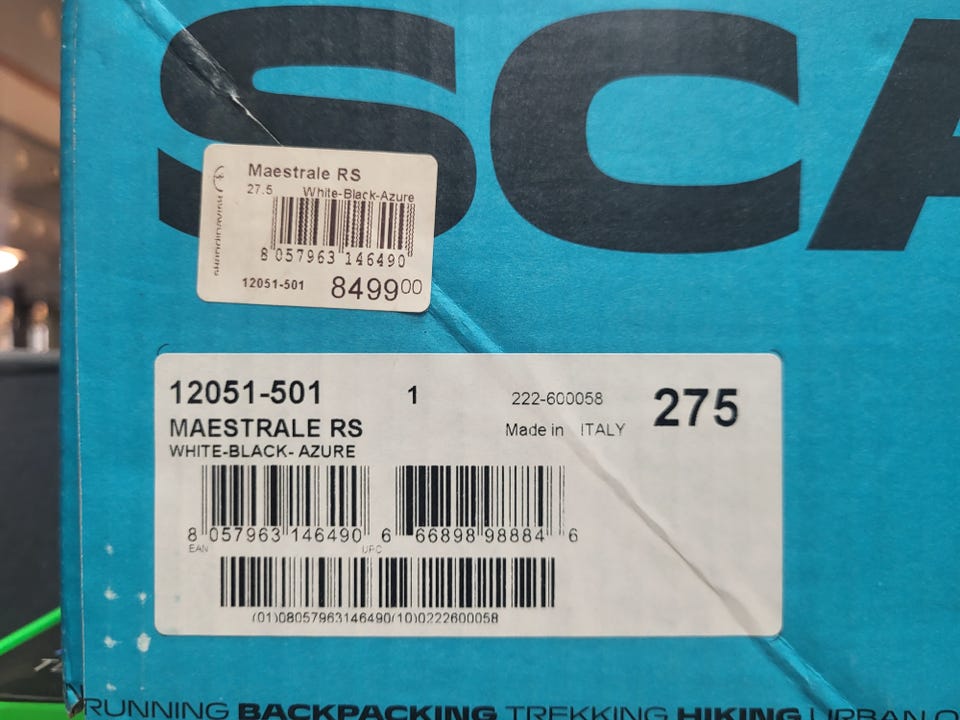 SCA
Maestrale RS
27.5 White-Black-Azure
8 057963 146490
12051-501 849900
12051-501 1 222-600058 275
MAESTRALE RS Made in ITALY
WHITE-BLACK- AZURE
8 057963 146490 6 66898 98884 6
EAN UPC
(01)08057963146490(10)0222600058
RUNNING BACKPACKING TREKKING HIKING URBAN O